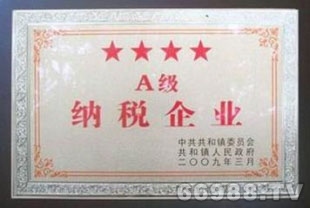 ★★★★
A级
纳税企业
中共共和镇委员会
共和镇人民政府
二〇〇九年三月
66988.TV